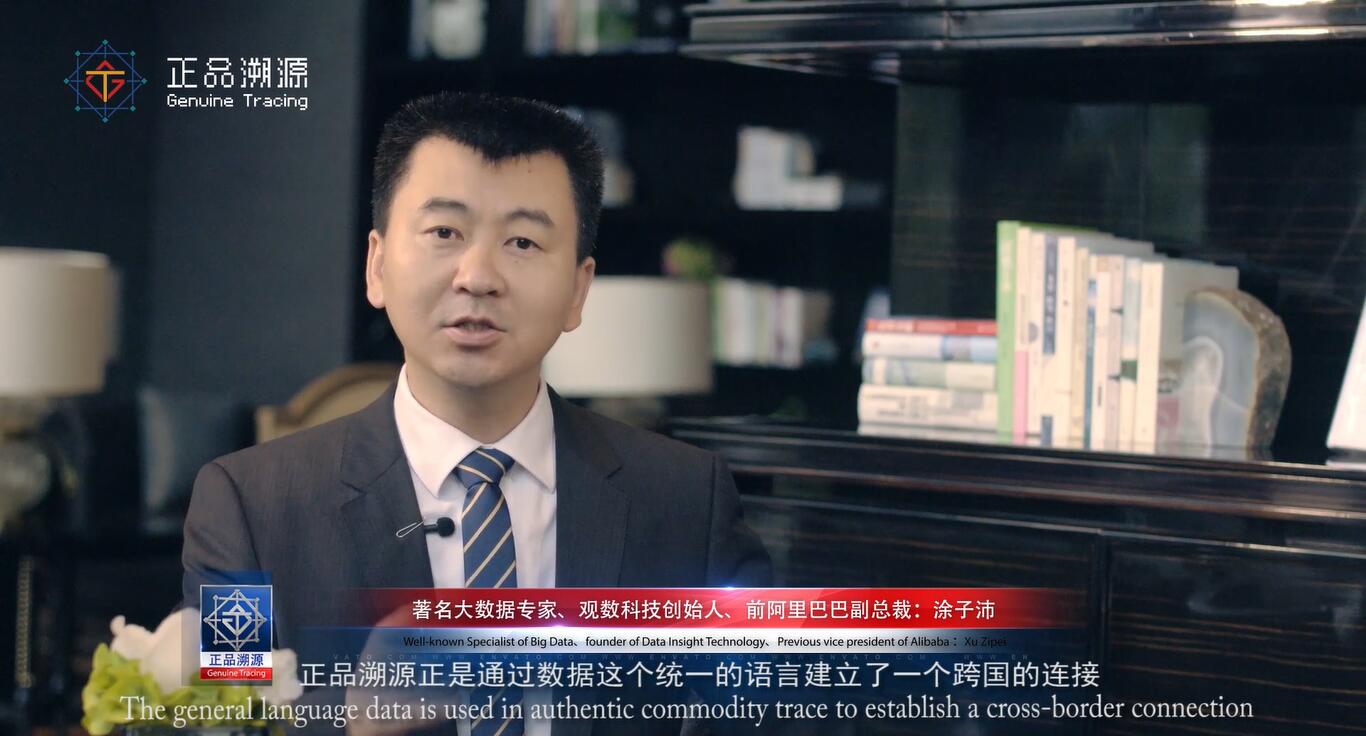 正品溯源
Genuine Tracing
著名大数据专家、观数科技创始人、前阿里巴巴副总裁：涂子沛
Well-known Specialist of Big Data、founder of Data Insight Technology、Previous vice president of Alibaba：Xu Zipei
正品溯源
Genuine Tracing
正品溯源正是通过数据这个统一的语言建立了一个跨国的连接
The general language data is used in authentic commodity trace to establish a cross-border connection